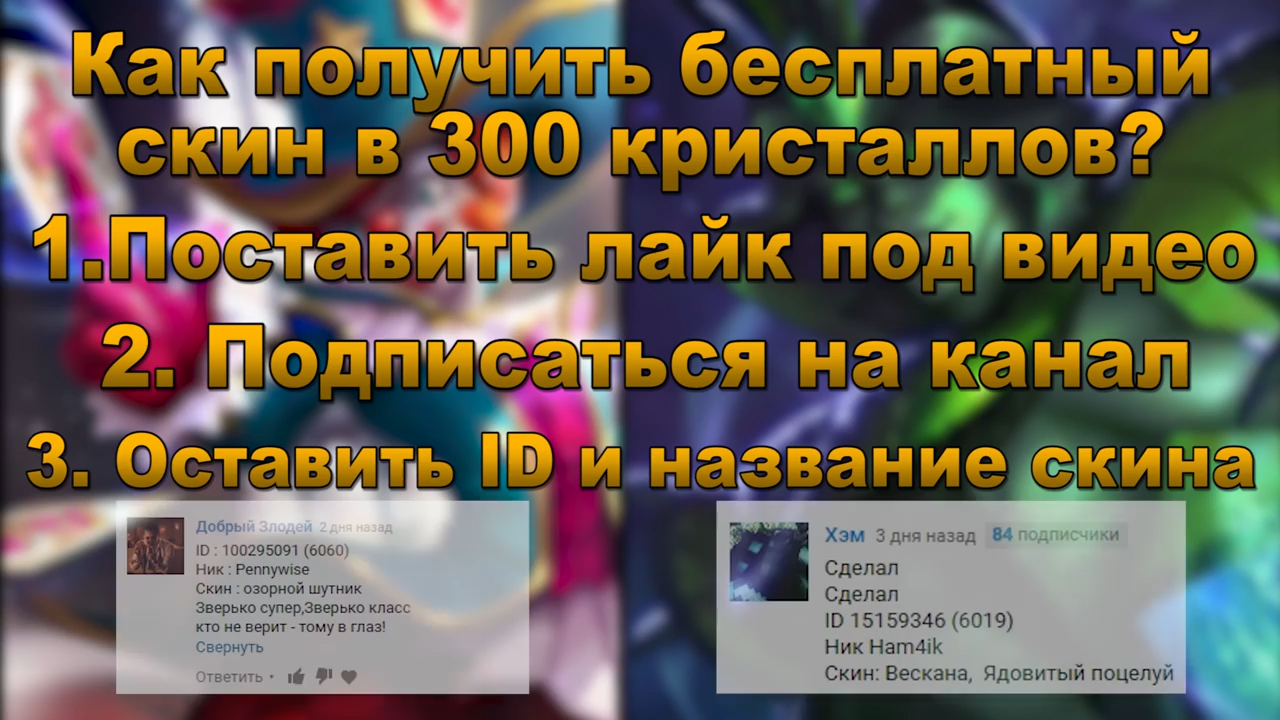 Как получить бесплатный
скин в 300 кристаллов?
1.Поставить лайк под видео
2. Подписаться на канал
3. Оставить ID и название скина
Добрый Злодей 2 дня назад
ID : 100295091 (6060)
Ник : Pennywise
Скин : озорной шутник
Зверько супер,Зверько класс
кто не верит - тому в глаз!
Свернуть
Ответить •
Хэм 3 дня назад 84 подписчики
Сделал
Сделал
ID 15159346 (6019)
Ник Ham4ik
Скин: Вескана, Ядовитый поцелуй